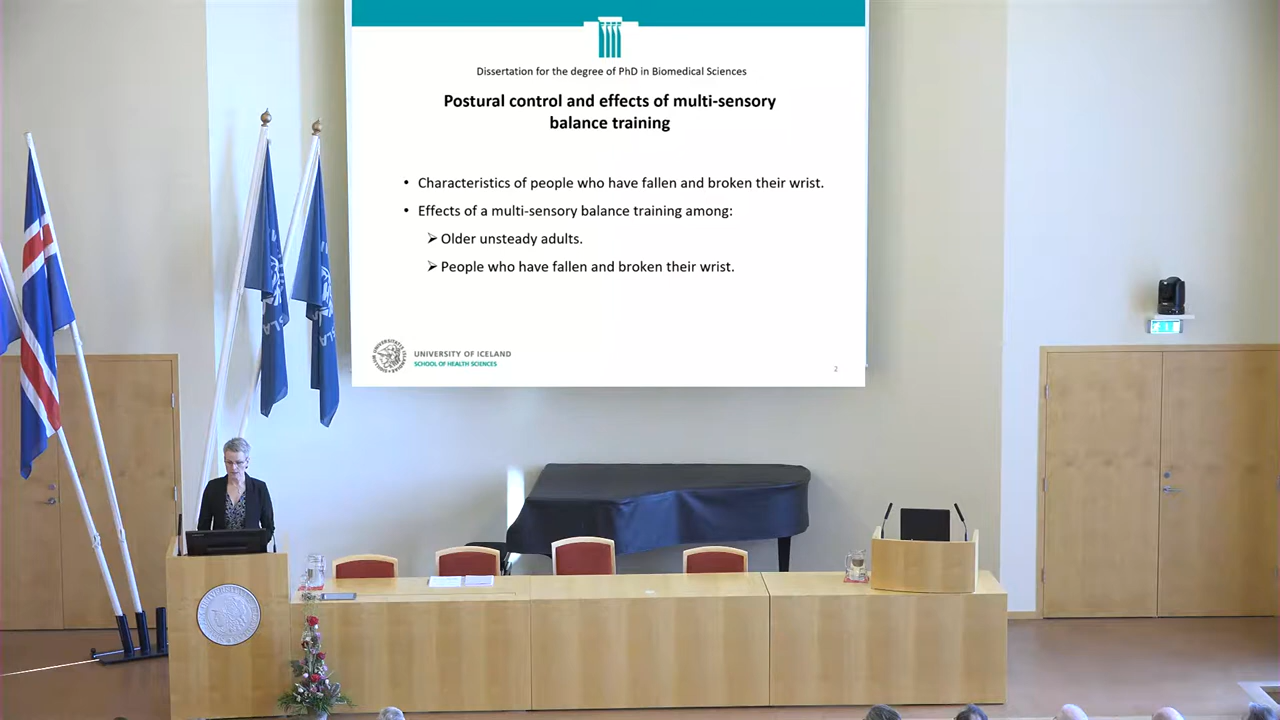 Dissertation for the degree of PhD in Biomedical Sciences
Postural control and effects of multi-sensory
balance training
• Characteristics of people who have fallen and broken their wrist.
• Effects of a multi-sensory balance training among:
➢ Older unsteady adults.
➢ People who have fallen and broken their wrist.
UNIVERSITY OF ICELAND
SCHOOL OF HEALTH SCIENCES
2